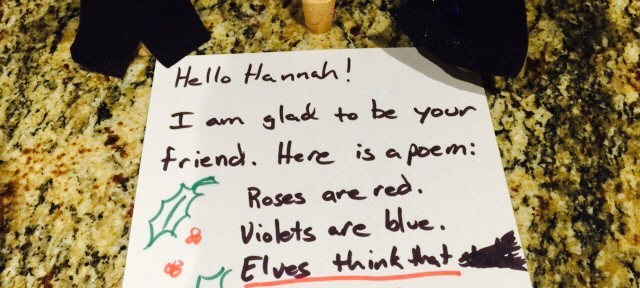 Hello Hannah!
I am glad to be your
friend. Here is a poem:
Roses are red.
Violets are blue.
Elves think that